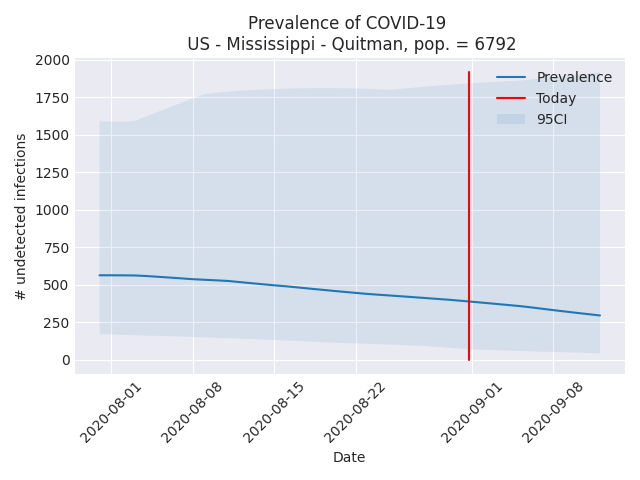 Prevalence of COVID-19
US - Mississippi - Quitman, pop. = 6792
2000
1750
1500
1250
1000
750
500
250
0
# undetected infections
Prevalence
Today
95CI
2020-08-01
2020-08-08
2020-08-15
2020-08-22
2020-09-01
2020-09-08
Date